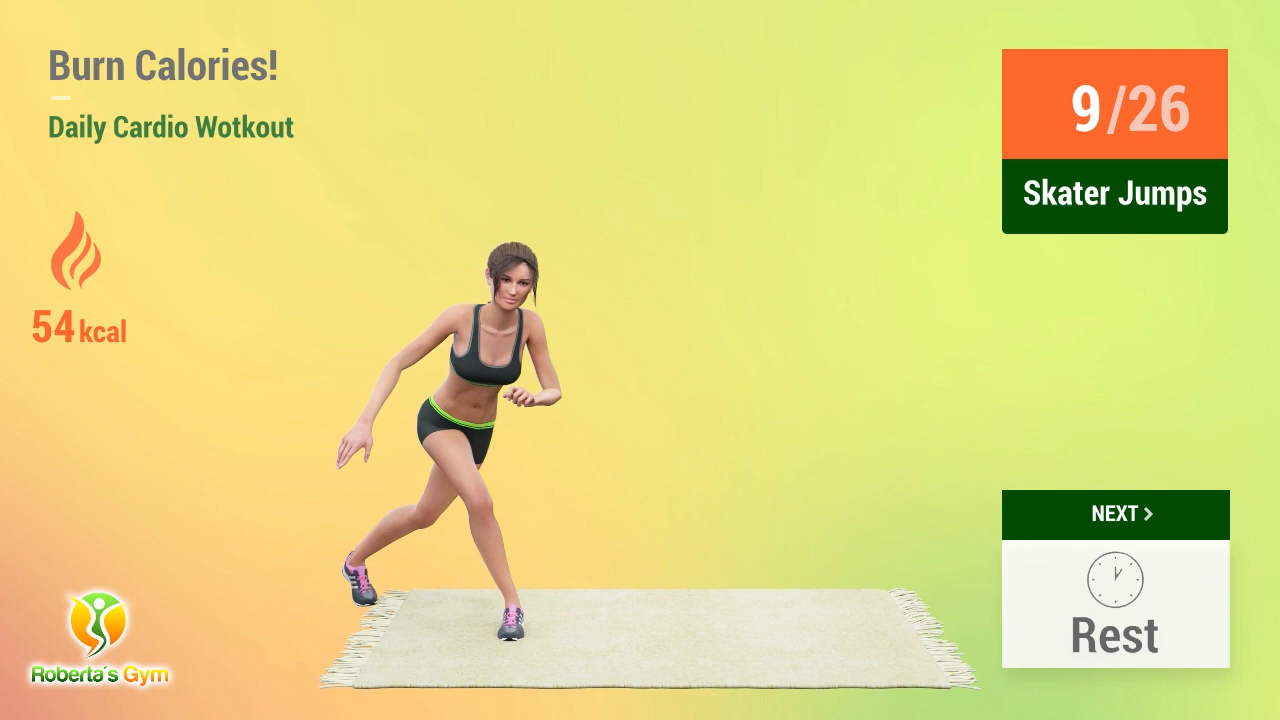 Burn Calories!
Daily Cardio Wotkout
54 kcal
9/26
Skater Jumps
NEXT >
Rest
Roberta´s Gym